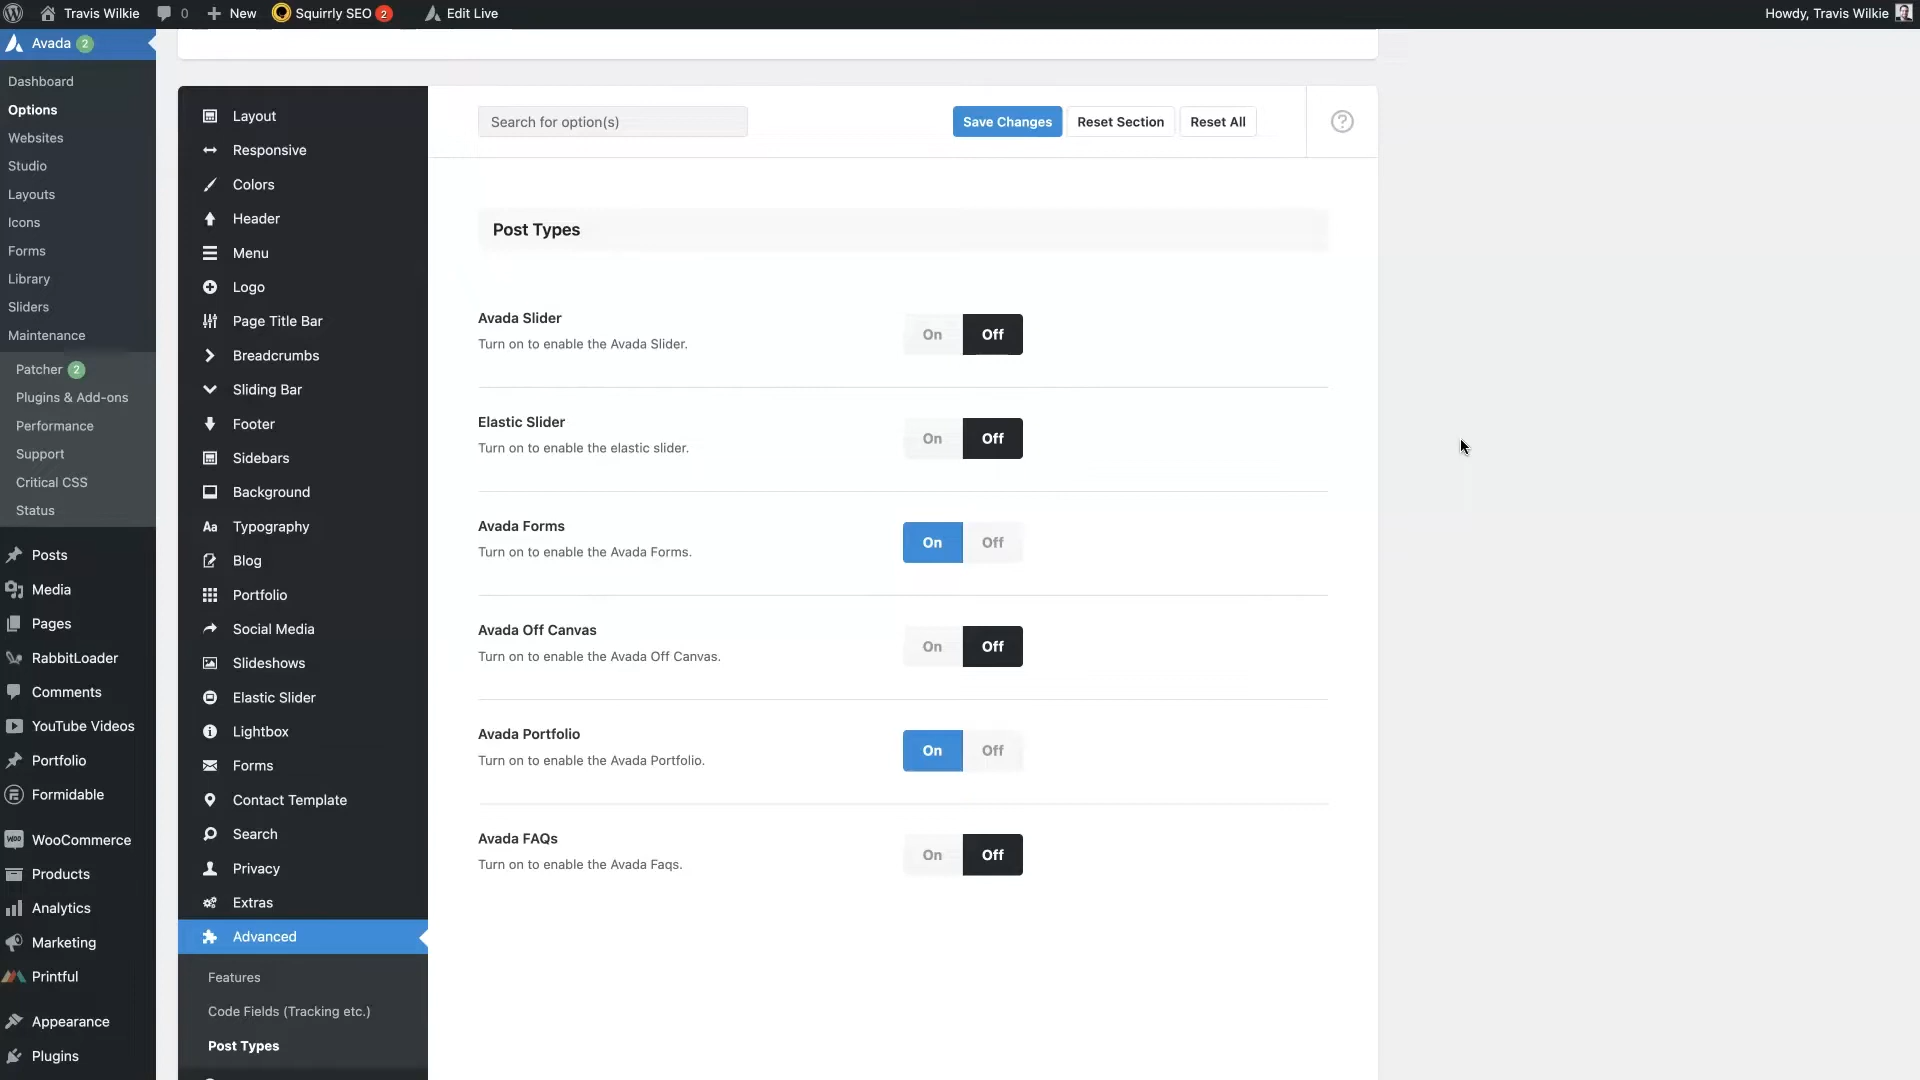 Travis Wilkie
0
New
Squirrly SEO 2
Edit Live
Howdy, Travis Wilkie
Avada 2
Dashboard
Options
Websites
Studio
Layouts
Icons
Forms
Library
Sliders
Maintenance
Patcher 2
Plugins & Add-ons
Performance
Support
Critical CSS
Status
Posts
Media
Pages
RabbitLoader
Comments
YouTube Videos
Portfolio
Formidable
WooCommerce
Products
Analytics
Marketing
Printful
Appearance
Plugins
Layout
Responsive
Colors
Header
Menu
Logo
Page Title Bar
Breadcrumbs
Sliding Bar
Footer
Sidebars
Background
Aa Typography
Blog
Portfolio
Social Media
Slideshows
Elastic Slider
Lightbox
Forms
Contact Template
Search
Privacy
Extras
Advanced
Features
Code Fields (Tracking etc.)
Post Types
Search for option(s)
Save Changes
Reset Section
Reset All
Post Types
Avada Slider
Turn on to enable the Avada Slider.
On Off
Elastic Slider
Turn on to enable the elastic slider.
On Off
Avada Forms
Turn on to enable the Avada Forms.
On Off
Avada Off Canvas
Turn on to enable the Avada Off Canvas.
On Off
Avada Portfolio
Turn on to enable the Avada Portfolio.
On Off
Avada FAQs
Turn on to enable the Avada Faqs.
On Off